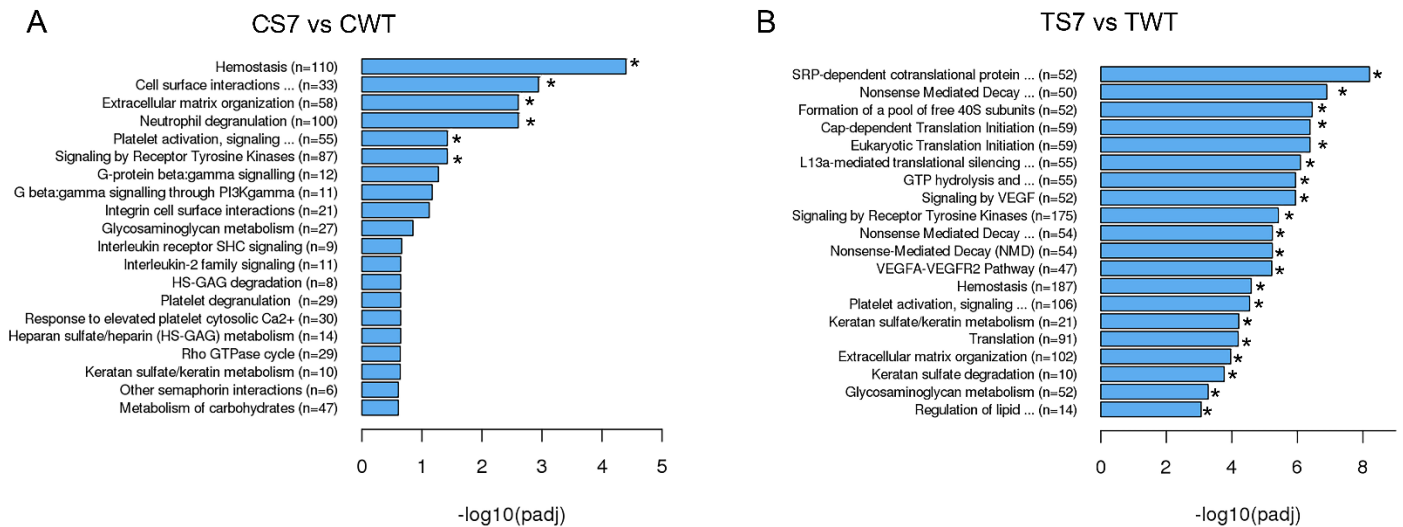 A
CS7 vs CWT
Hemostasis (n=110)
*
Cell surface interactions ... (n=33)
*
Extracellular matrix organization (n=58)
*
Neutrophil degranulation (n=100)
*
Platelet activation, signaling ... (n=55)
*
Signaling by Receptor Tyrosine Kinases (n=87)
*
G-protein beta:gamma signalling (n=12)
G beta:gamma signalling through PI3Kgamma (n=11)
Integrin cell surface interactions (n=21)
Glycosaminoglycan metabolism (n=27)
Interleukin receptor SHC signaling (n=9)
Interleukin-2 family signaling (n=11)
HS-GAG degradation (n=8)
Platelet degranulation (n=29)
Response to elevated platelet cytosolic Ca2+ (n=30)
Heparan sulfate/heparin (HS-GAG) metabolism (n=14)
Rho GTPase cycle (n=29)
Keratan sulfate/keratin metabolism (n=10)
Other semaphorin interactions (n=6)
Metabolism of carbohydrates (n=47)
0 1 2 3 4 5
-log10(padj)
B
TS7 vs TWT
SRP-dependent cotranslational protein ... (n=52)
*
Nonsense Mediated Decay ... (n=50)
*
Formation of a pool of free 40S subunits (n=52)
*
Cap-dependent Translation Initiation (n=59)
*
Eukaryotic Translation Initiation (n=59)
*
L13a-mediated translational silencing ... (n=55)
*
GTP hydrolysis and ... (n=55)
*
Signaling by VEGF (n=52)
*
Signaling by Receptor Tyrosine Kinases (n=175)
*
Nonsense Mediated Decay ... (n=54)
*
Nonsense-Mediated Decay (NMD) (n=54)
*
VEGFA-VEGFR2 Pathway (n=47)
*
Hemostasis (n=187)
*
Platelet activation, signaling ... (n=106)
*
Keratan sulfate/keratin metabolism (n=21)
*
Translation (n=91)
*
Extracellular matrix organization (n=102)
*
Keratan sulfate degradation (n=10)
*
Glycosaminoglycan metabolism (n=52)
*
Regulation of lipid ... (n=14)
*
0 2 4 6 8
-log10(padj)